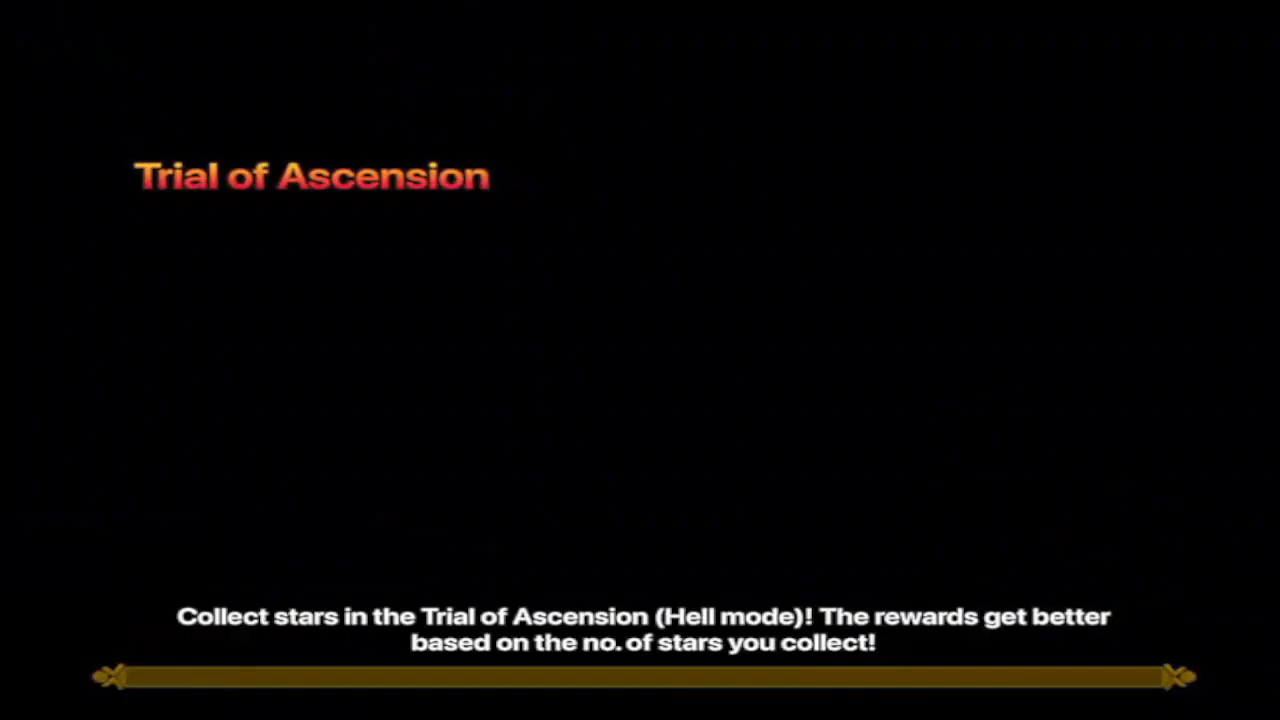 Trial of Ascension
Collect stars in the Trial of Ascension (Hell mode)! The rewards get better
based on the no. of stars you collect!